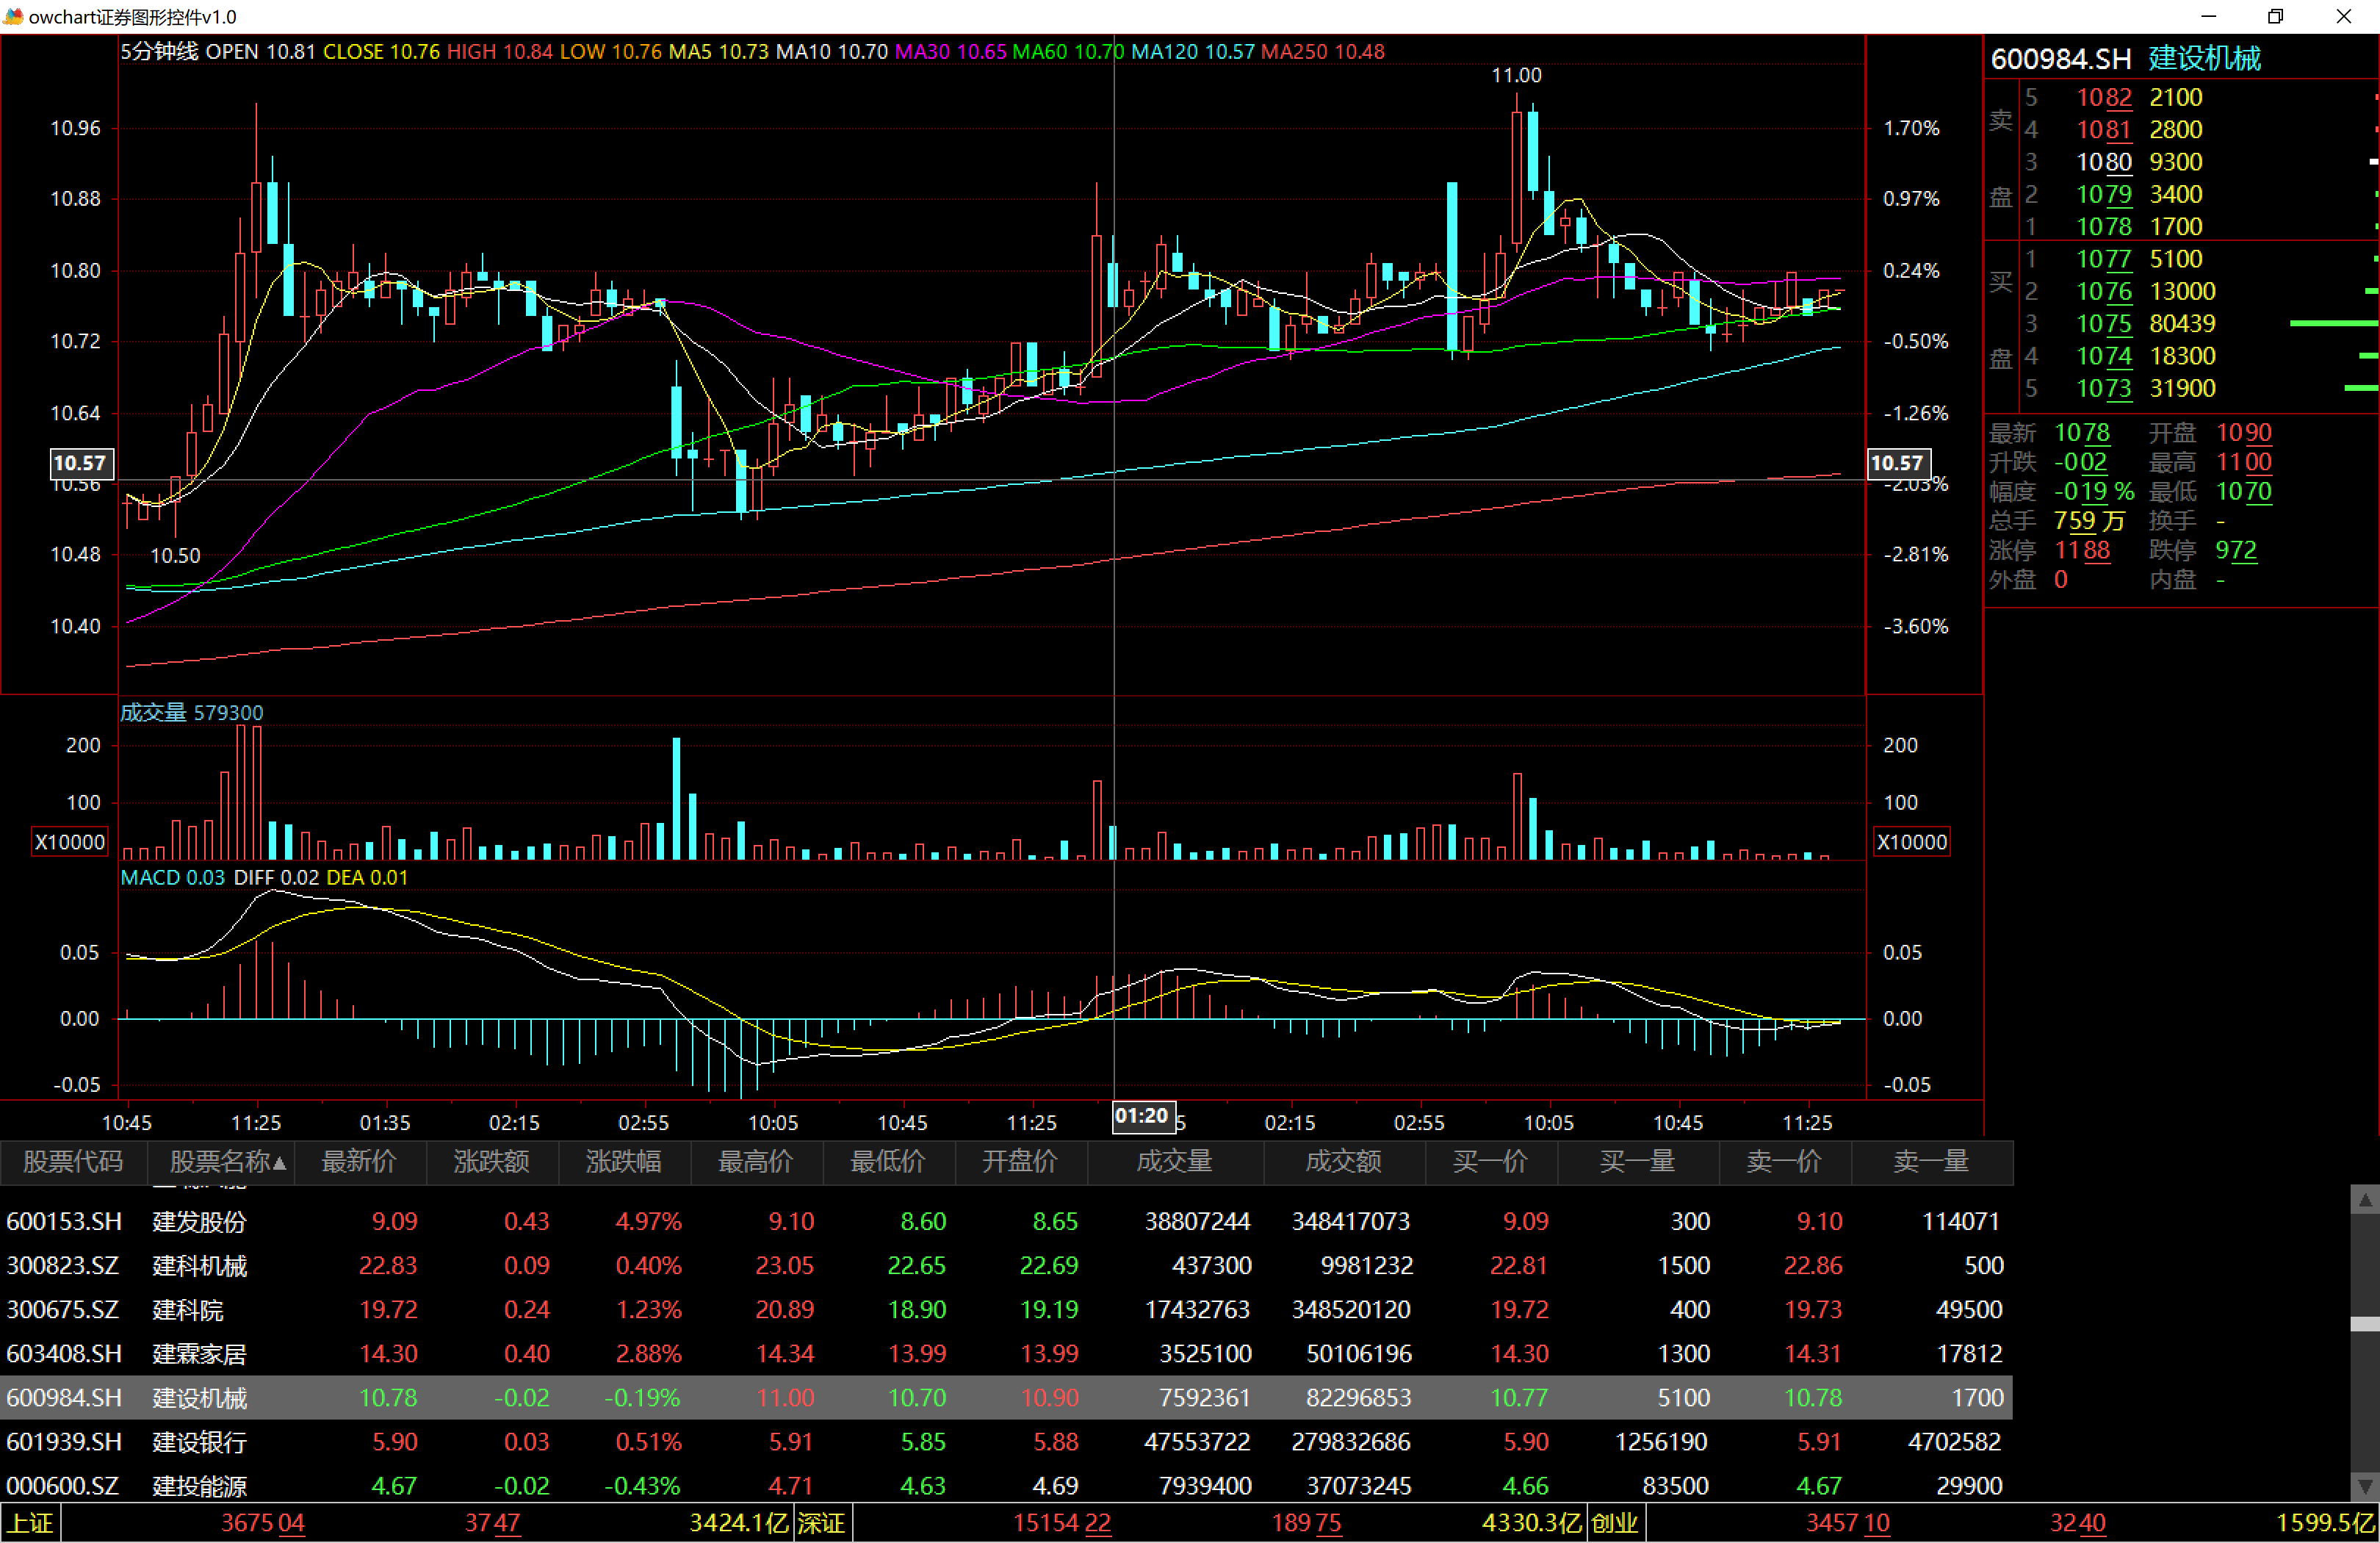 owchart证券图形控件v1.0
5分钟线 OPEN 10.81 CLOSE 10.76 HIGH 10.84 LOW 10.76 MA5 10.73 MA10 10.70 MA30 10.65 MA60 10.70 MA120 10.57 MA250 10.48
11.00
10.96
10.88
10.80
10.72
10.64
10.57
10.56
10.48
10.40
10.50
1.70%
0.97%
0.24%
-0.50%
-1.26%
10.57
-2.03%
-2.81%
-3.60%
成交量 579300
200
100
X10000
200
100
X10000
MACD 0.03 DIFF 0.02 DEA 0.01
0.05
0.00
-0.05
0.05
0.00
-0.05
10:45 11:25 01:35 02:15 02:55 10:05 10:45 11:25 01:20 5 02:15 02:55 10:05 10:45 11:25
600984.SH 建设机械
卖盘
5 1082 2100
4 1081 2800
3 1080 9300
2 1079 3400
1 1078 1700
买盘
1 1077 5100
2 1076 13000
3 1075 80439
4 1074 18300
5 1073 31900
最新 1078 开盘 1090
升跌 -002 最高 1100
幅度 -019 % 最低 1070
总手 759 万 换手 -
涨停 1188 跌停 972
外盘 0 内盘 -
股票代码 股票名称▲ 最新价 涨跌额 涨跌幅 最高价 最低价 开盘价 成交量 成交额 买一价 买一量 卖一价 卖一量
600153.SH 建发股份 9.09 0.43 4.97% 9.10 8.60 8.65 38807244 348417073 9.09 300 9.10 114071
300823.SZ 建科机械 22.83 0.09 0.40% 23.05 22.65 22.69 437300 9981232 22.81 1500 22.86 500
300675.SZ 建科院 19.72 0.24 1.23% 20.89 18.90 19.19 17432763 348520120 19.72 400 19.73 49500
603408.SH 建霖家居 14.30 0.40 2.88% 14.34 13.99 13.99 3525100 50106196 14.30 1300 14.31 17812
600984.SH 建设机械 10.78 -0.02 -0.19% 11.00 10.70 10.90 7592361 82296853 10.77 5100 10.78 1700
601939.SH 建设银行 5.90 0.03 0.51% 5.91 5.85 5.88 47553722 279832686 5.90 1256190 5.91 4702582
000600.SZ 建投能源 4.67 -0.02 -0.43% 4.71 4.63 4.69 7939400 37073245 4.66 83500 4.67 29900
上证 3675 04 3747 3424.1亿 深证 15154 22 189 75 4330.3亿 创业 3457 10 3240 1599.5亿